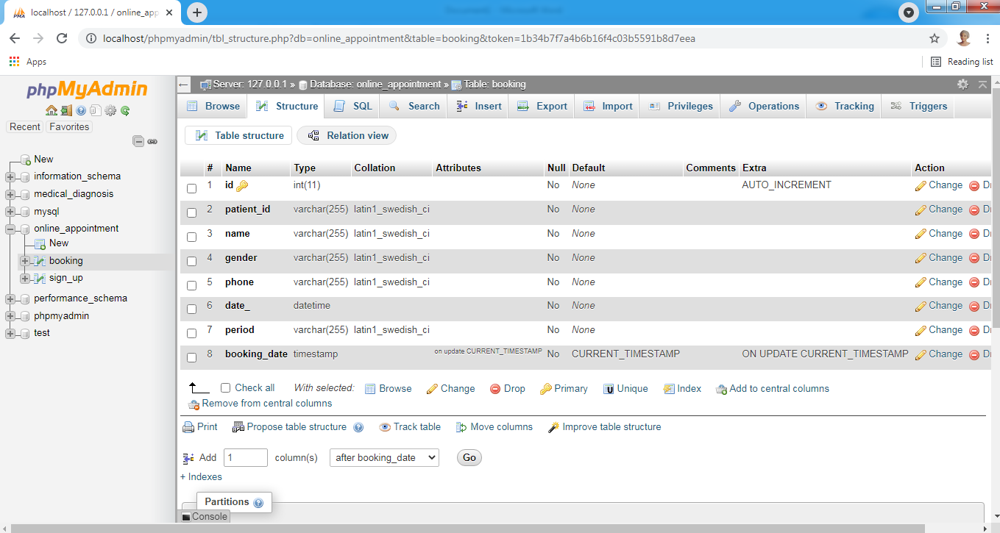 localhost / 127.0.0.1 / online_app
localhost/phpmyadmin/tbl_structure.php?db=online_appointment&table=booking&token=1b34b7f7a4b6b16f4c03b5591b8d7eea
Apps
Reading list
phpMyAdmin
Recent Favorites
New
information_schema
medical_diagnosis
mysql
online_appointment
New
booking
sign_up
performance_schema
phpmyadmin
test
Server: 127.0.0.1 » Database: online_appointment » Table: booking
Browse Structure SQL Search Insert Export Import Privileges Operations Tracking Triggers
Table structure Relation view
# Name Type Collation Attributes Null Default Comments Extra Action
1 id int(11) No None AUTO_INCREMENT Change Dr
2 patient_id varchar(255) latin1_swedish_ci No None Change Dr
3 name varchar(255) latin1_swedish_ci No None Change Dr
4 gender varchar(255) latin1_swedish_ci No None Change Dr
5 phone varchar(255) latin1_swedish_ci No None Change Dr
6 date_ datetime No None Change Dr
7 period varchar(255) latin1_swedish_ci No None Change Dr
8 booking_date timestamp on update CURRENT_TIMESTAMP No CURRENT_TIMESTAMP ON UPDATE CURRENT_TIMESTAMP Change Dr
Check all With selected: Browse Change Drop Primary Unique Index Add to central columns
Remove from central columns
Print Propose table structure Track table Move columns Improve table structure
Add 1 column(s) after booking_date Go
+ Indexes
Partitions
Console